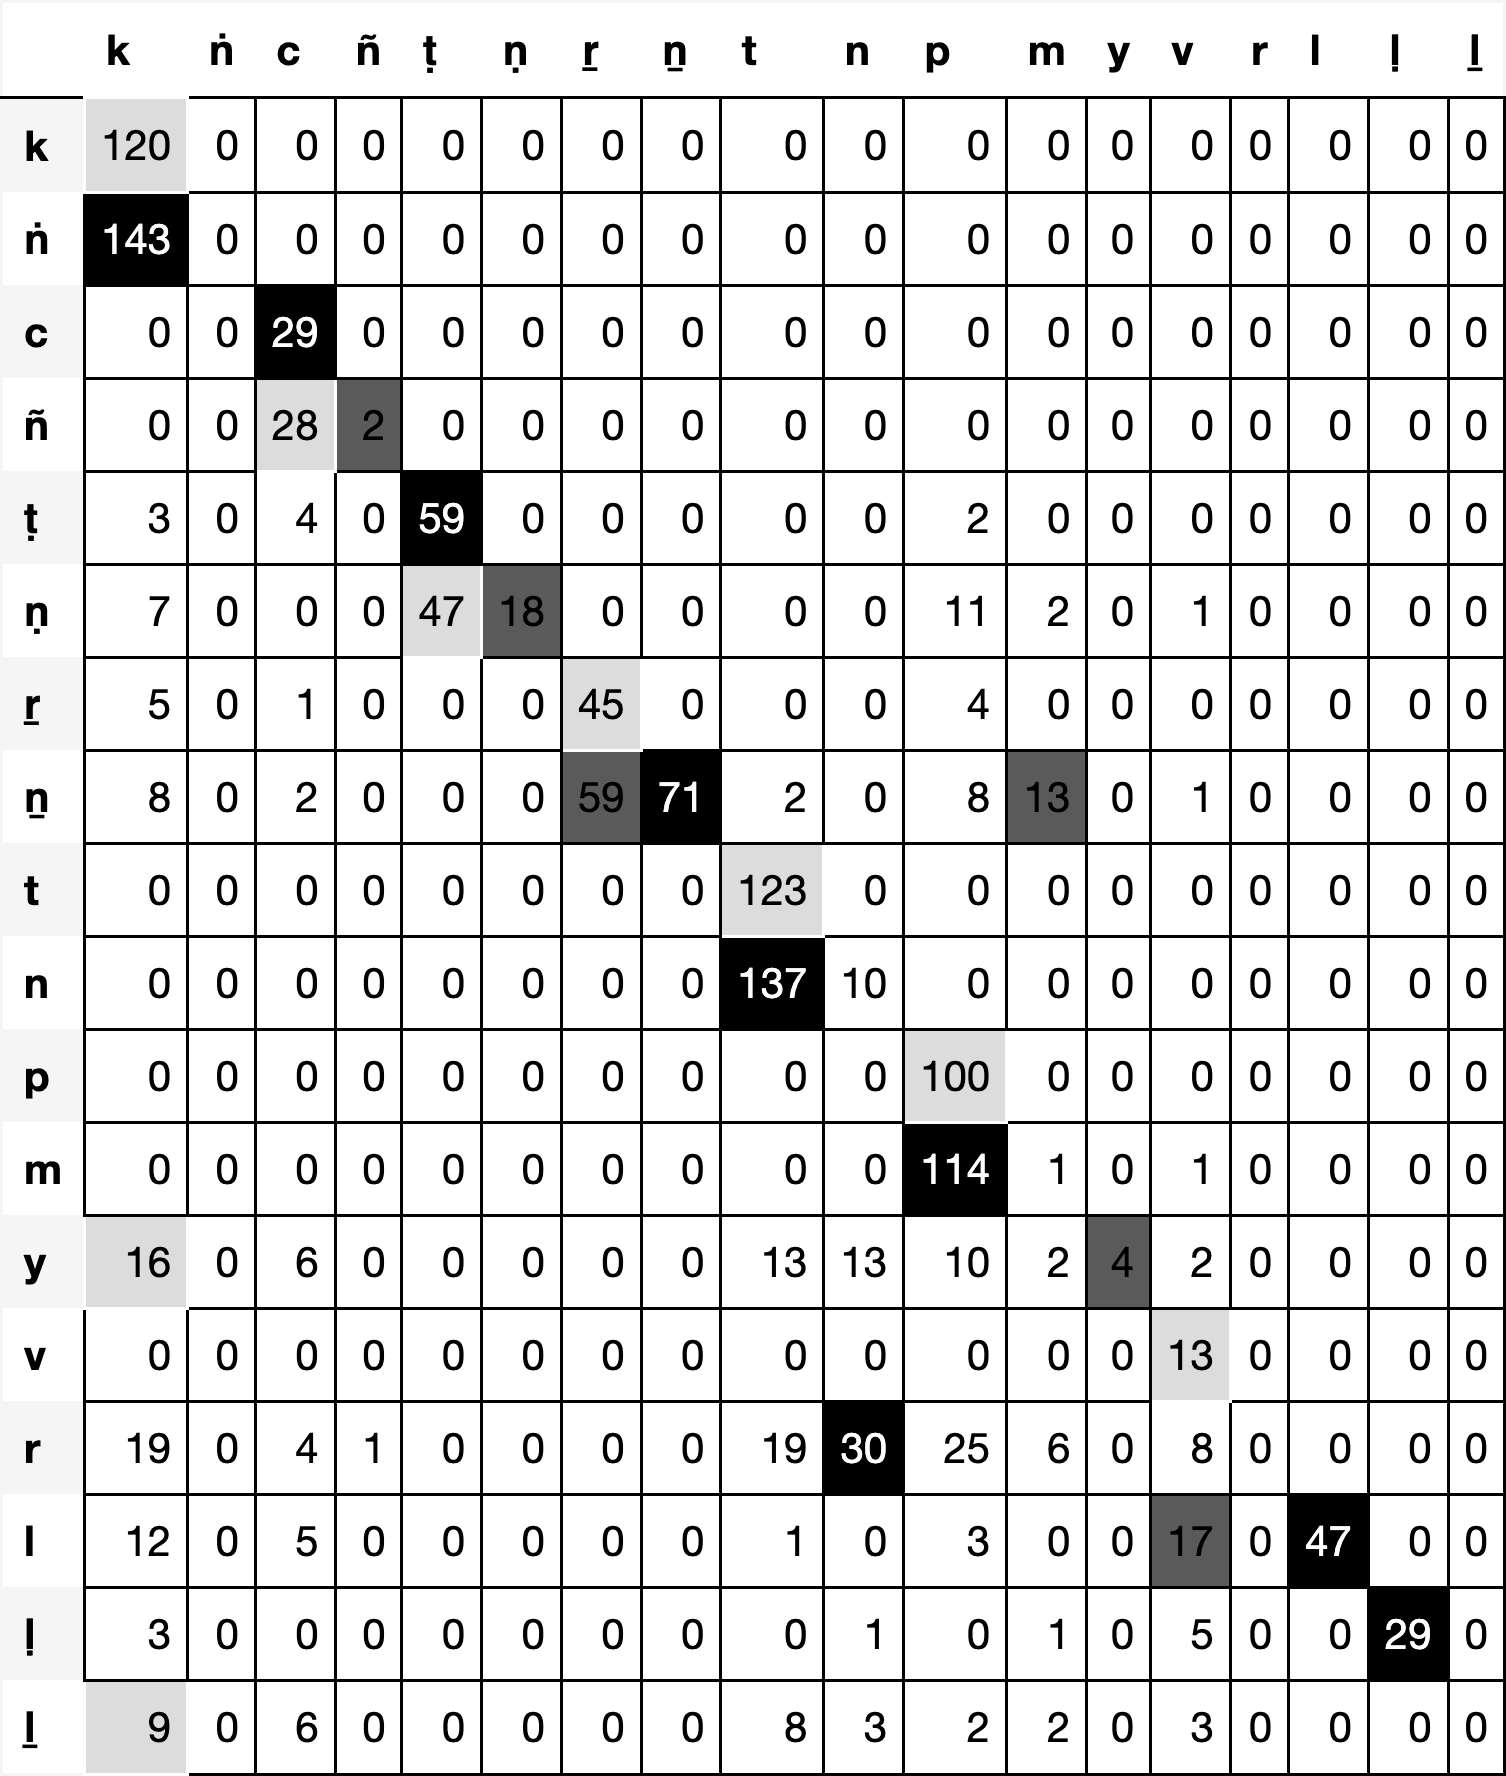 k ṅ c ñ ṭ ṇ ṟ ṉ t n p m y v r l ḷ ḻ
k 120 0 0 0 0 0 0 0 0 0 0 0 0 0 0 0 0 0
ṅ 143 0 0 0 0 0 0 0 0 0 0 0 0 0 0 0 0 0
c 0 0 29 0 0 0 0 0 0 0 0 0 0 0 0 0 0 0
ñ 0 0 28 2 0 0 0 0 0 0 0 0 0 0 0 0 0 0
ṭ 3 0 4 0 59 0 0 0 0 0 2 0 0 0 0 0 0 0
ṇ 7 0 0 0 47 18 0 0 0 0 11 2 0 1 0 0 0 0
ṟ 5 0 1 0 0 0 45 0 0 0 4 0 0 0 0 0 0 0
ṉ 8 0 2 0 0 0 59 71 2 0 8 13 0 1 0 0 0 0
t 0 0 0 0 0 0 0 0 123 0 0 0 0 0 0 0 0 0
n 0 0 0 0 0 0 0 0 137 10 0 0 0 0 0 0 0 0
p 0 0 0 0 0 0 0 0 0 0 100 0 0 0 0 0 0 0
m 0 0 0 0 0 0 0 0 0 0 114 1 0 1 0 0 0 0
y 16 0 6 0 0 0 0 0 13 13 10 2 4 2 0 0 0 0
v 0 0 0 0 0 0 0 0 0 0 0 0 0 13 0 0 0 0
r 19 0 4 1 0 0 0 0 19 30 25 6 0 8 0 0 0 0
l 12 0 5 0 0 0 0 0 1 0 3 0 0 17 0 47 0 0
ḷ 3 0 0 0 0 0 0 0 0 1 0 1 0 5 0 0 29 0
ḻ 9 0 6 0 0 0 0 0 8 3 2 2 0 3 0 0 0 0